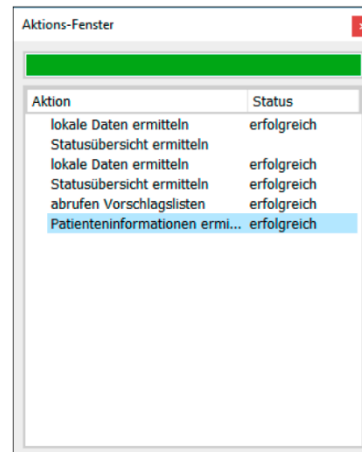 Aktions-Fenster
Aktion Status
lokale Daten ermitteln erfolgreich
Statusübersicht ermitteln
lokale Daten ermitteln erfolgreich
Statusübersicht ermitteln erfolgreich
abrufen Vorschlagslisten erfolgreich
Patienteninformationen ermi... erfolgreich